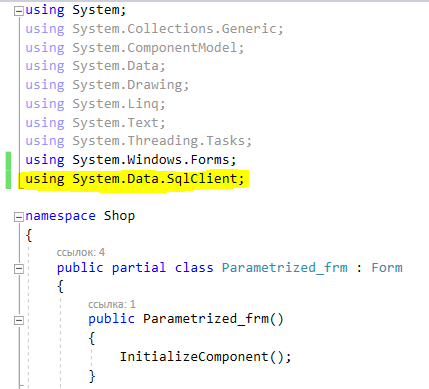 using System;
using System.Collections.Generic;
using System.ComponentModel;
using System.Data;
using System.Drawing;
using System.Linq;
using System.Text;
using System.Threading.Tasks;
using System.Windows.Forms;
using System.Data.SqlClient;
namespace Shop
{
ссылок: 4
public partial class Parametrized_frm : Form
{
ссылка: 1
public Parametrized_frm()
{
InitializeComponent();
}